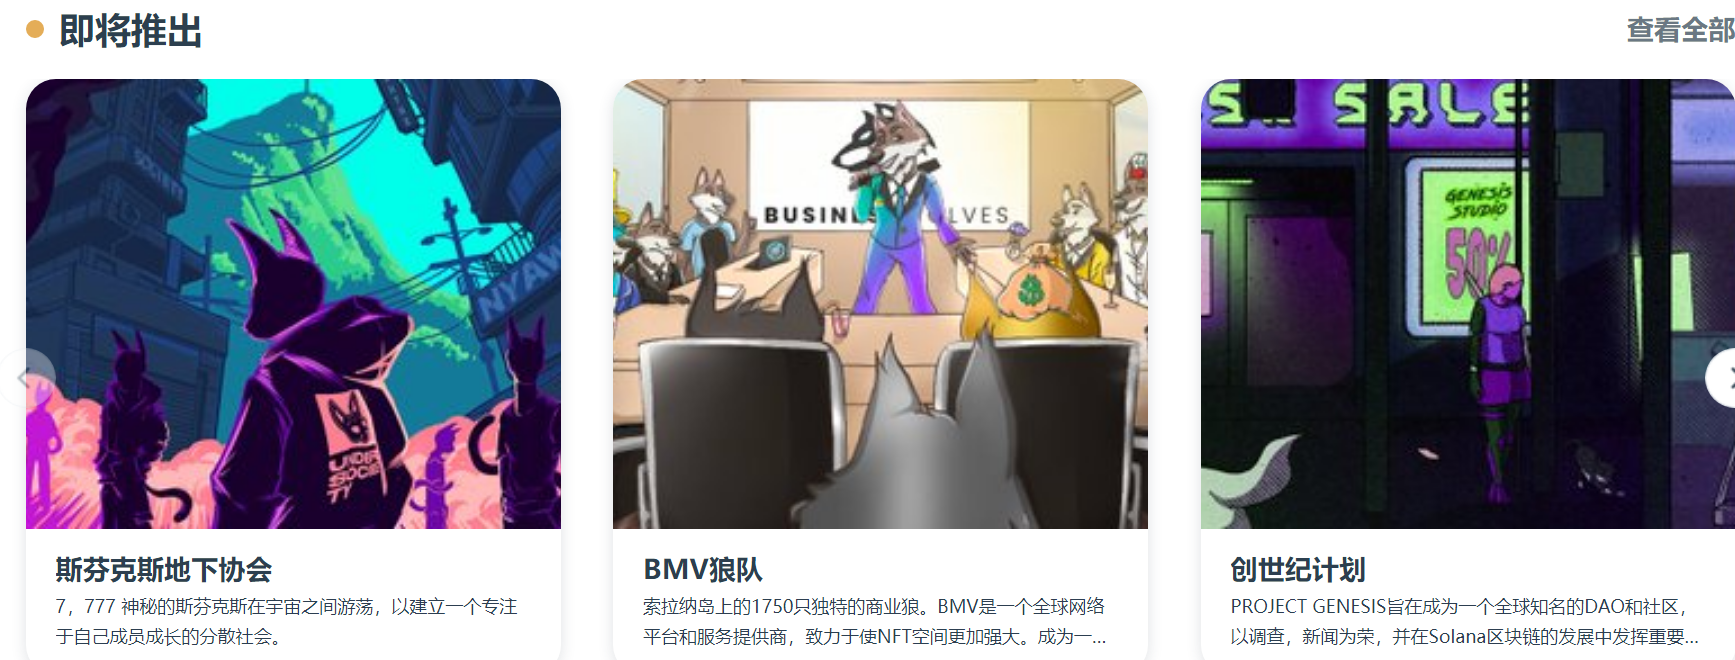 即将推出
查看全部
SOCIETY
NYAW
UNDER
SOCIE
TY
BUSIN
LVES
S SALE
GENESIS
STUDIO
50%
斯芬克斯地下协会
7，777 神秘的斯芬克斯在宇宙之间游荡，以建立一个专注
于自己成员成长的分散社会。
BMV狼队
索拉纳岛上的1750只独特的商业狼。BMV是一个全球网络
平台和服务提供商，致力于使NFT空间更加强大。成为一...
创世纪计划
PROJECT GENESIS旨在成为一个全球知名的DAO和社区，
以调查，新闻为荣，并在Solana区块链的发展中发挥重要...